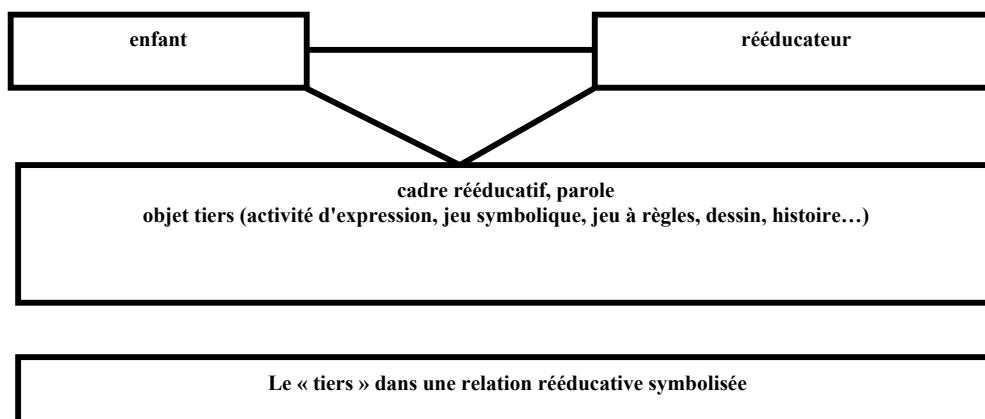 enfant
rééducateur
cadre rééducatif, parole
objet tiers (activité d'expression, jeu symbolique, jeu à règles, dessin, histoire…)
Le « tiers » dans une relation rééducative symbolisée